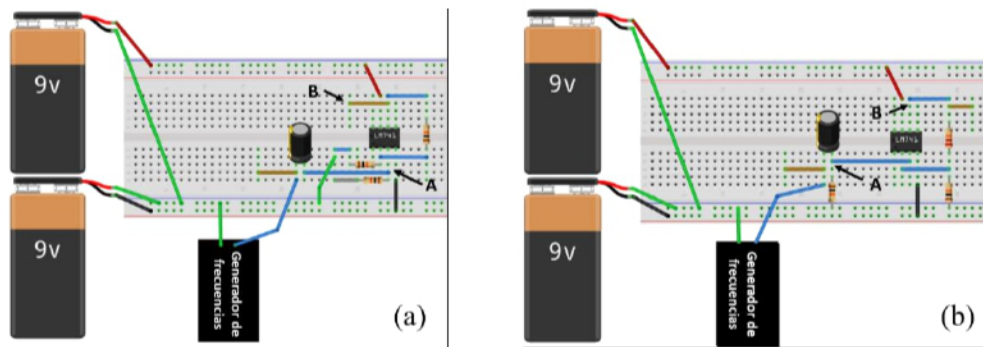 9v
B
LM741
A
9v
Generador de
frecuencias
(a)
9v
B
LM741
A
9v
Generador de
frecuencias
(b)